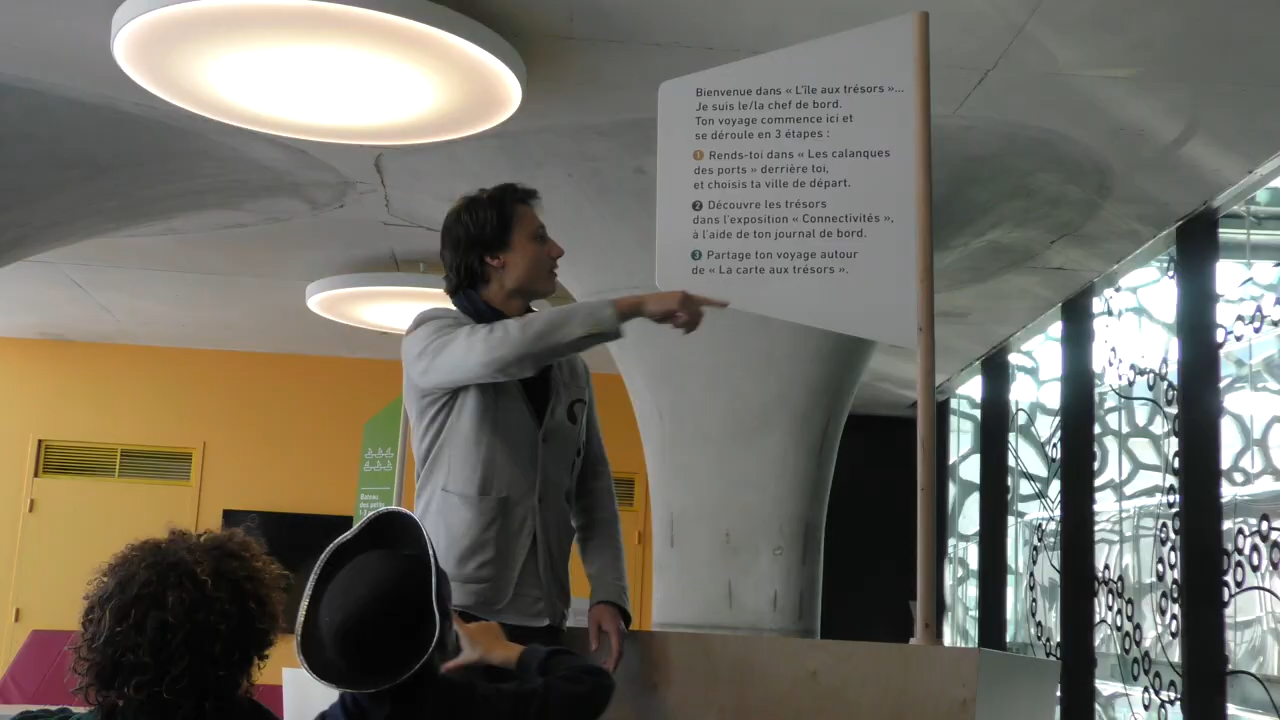 Bienvenue dans « L'île aux trésors »...
Je suis le/la chef de bord.
Ton voyage commence ici et
se déroule en 3 étapes :
1 Rends-toi dans « Les calanques
des ports » derrière toi,
et choisis ta ville de départ.
2 Découvre les trésors
dans l'exposition « Connectivités »,
à l'aide de ton journal de bord.
3 Partage ton voyage autour
de « La carte aux trésors ».
Bateau
des petits